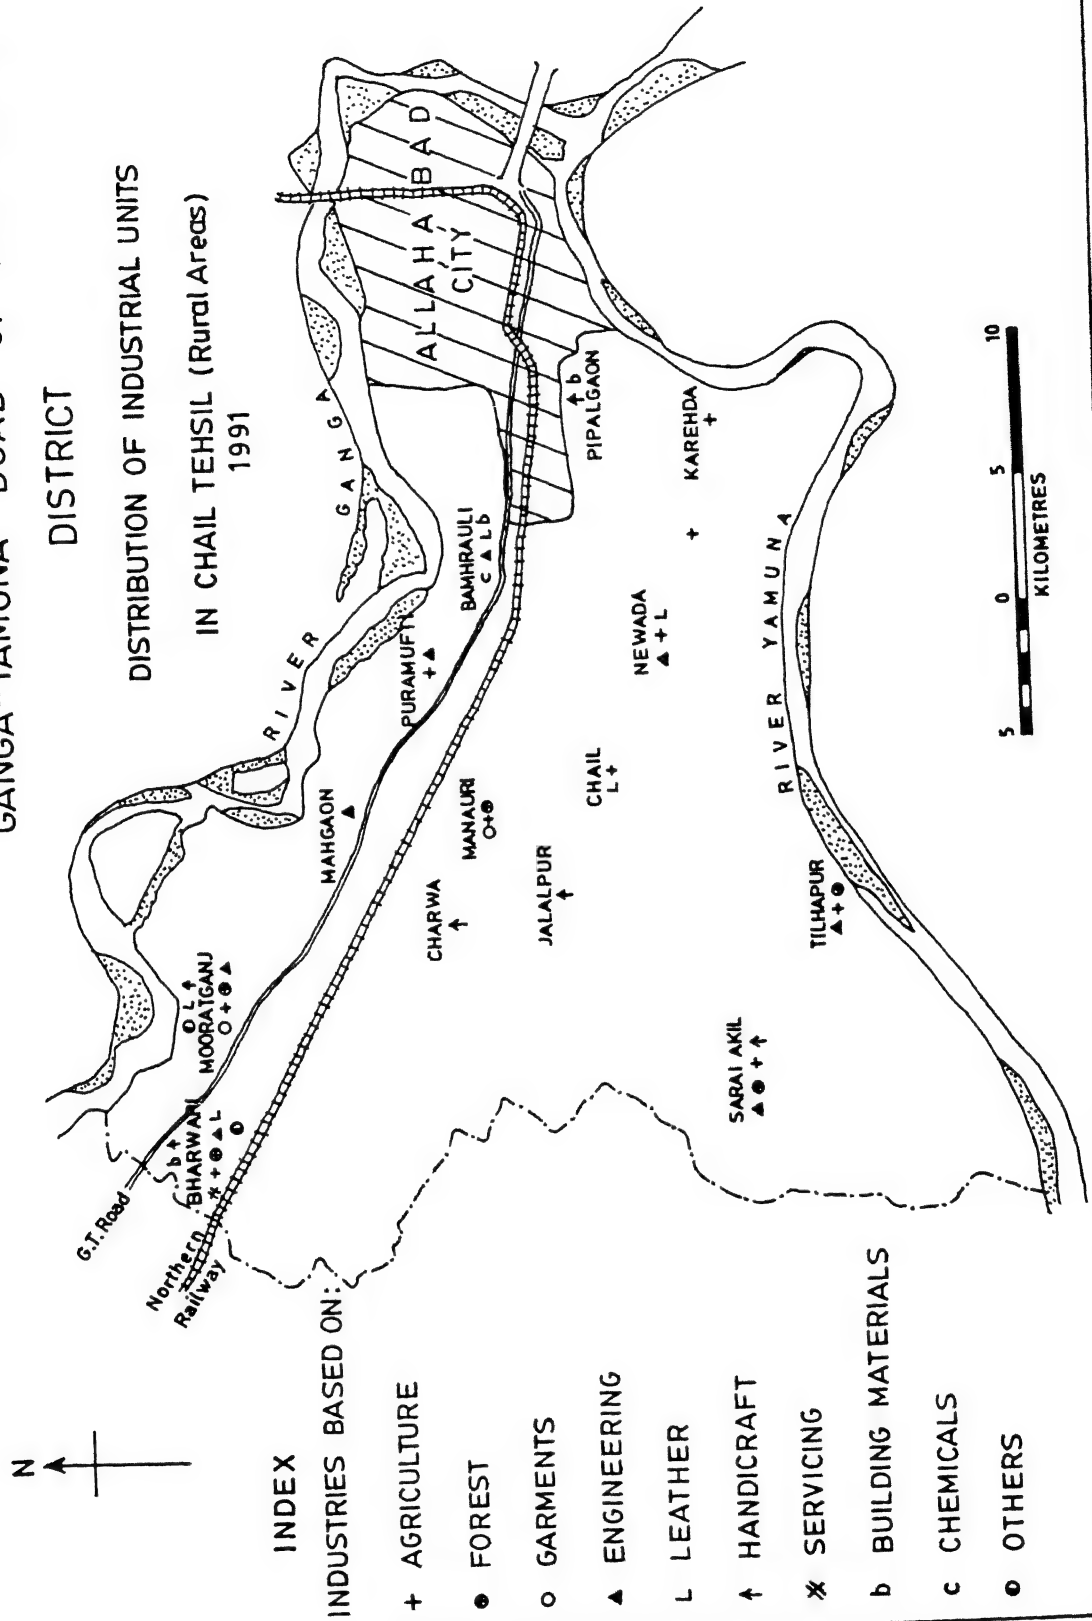 DISTRICT
DISTRIBUTION OF INDUSTRIAL UNITS
IN CHAIL TEHSIL (Rural Areas)
1991
N
G.T. Road
Northern
Railway
b ↑
BHARWARI
+ ▲ L
L ↑
MOORATGANJ
○ + ▲
MAHGAON
▲
RIVER GANGA
PURAMUFTI
+ ▲
BAMHRAULI
c ▲ L b
ALLAHABAD
CITY
CHARWA
↑
MANAURI
○ +
JALALPUR
↑
CHAIL
L +
NEWADA
▲ + L
+
PIPALGAON
↑ b
KAREHDA
+
SARAI AKIL
▲ + ↑
TILHAPUR
▲ +
RIVER YAMUNA
INDEX
INDUSTRIES BASED ON:
+ AGRICULTURE
FOREST
○ GARMENTS
▲ ENGINEERING
L LEATHER
↑ HANDICRAFT
SERVICING
b BUILDING MATERIALS
c CHEMICALS
OTHERS
5 0 5 10
KILOMETRES